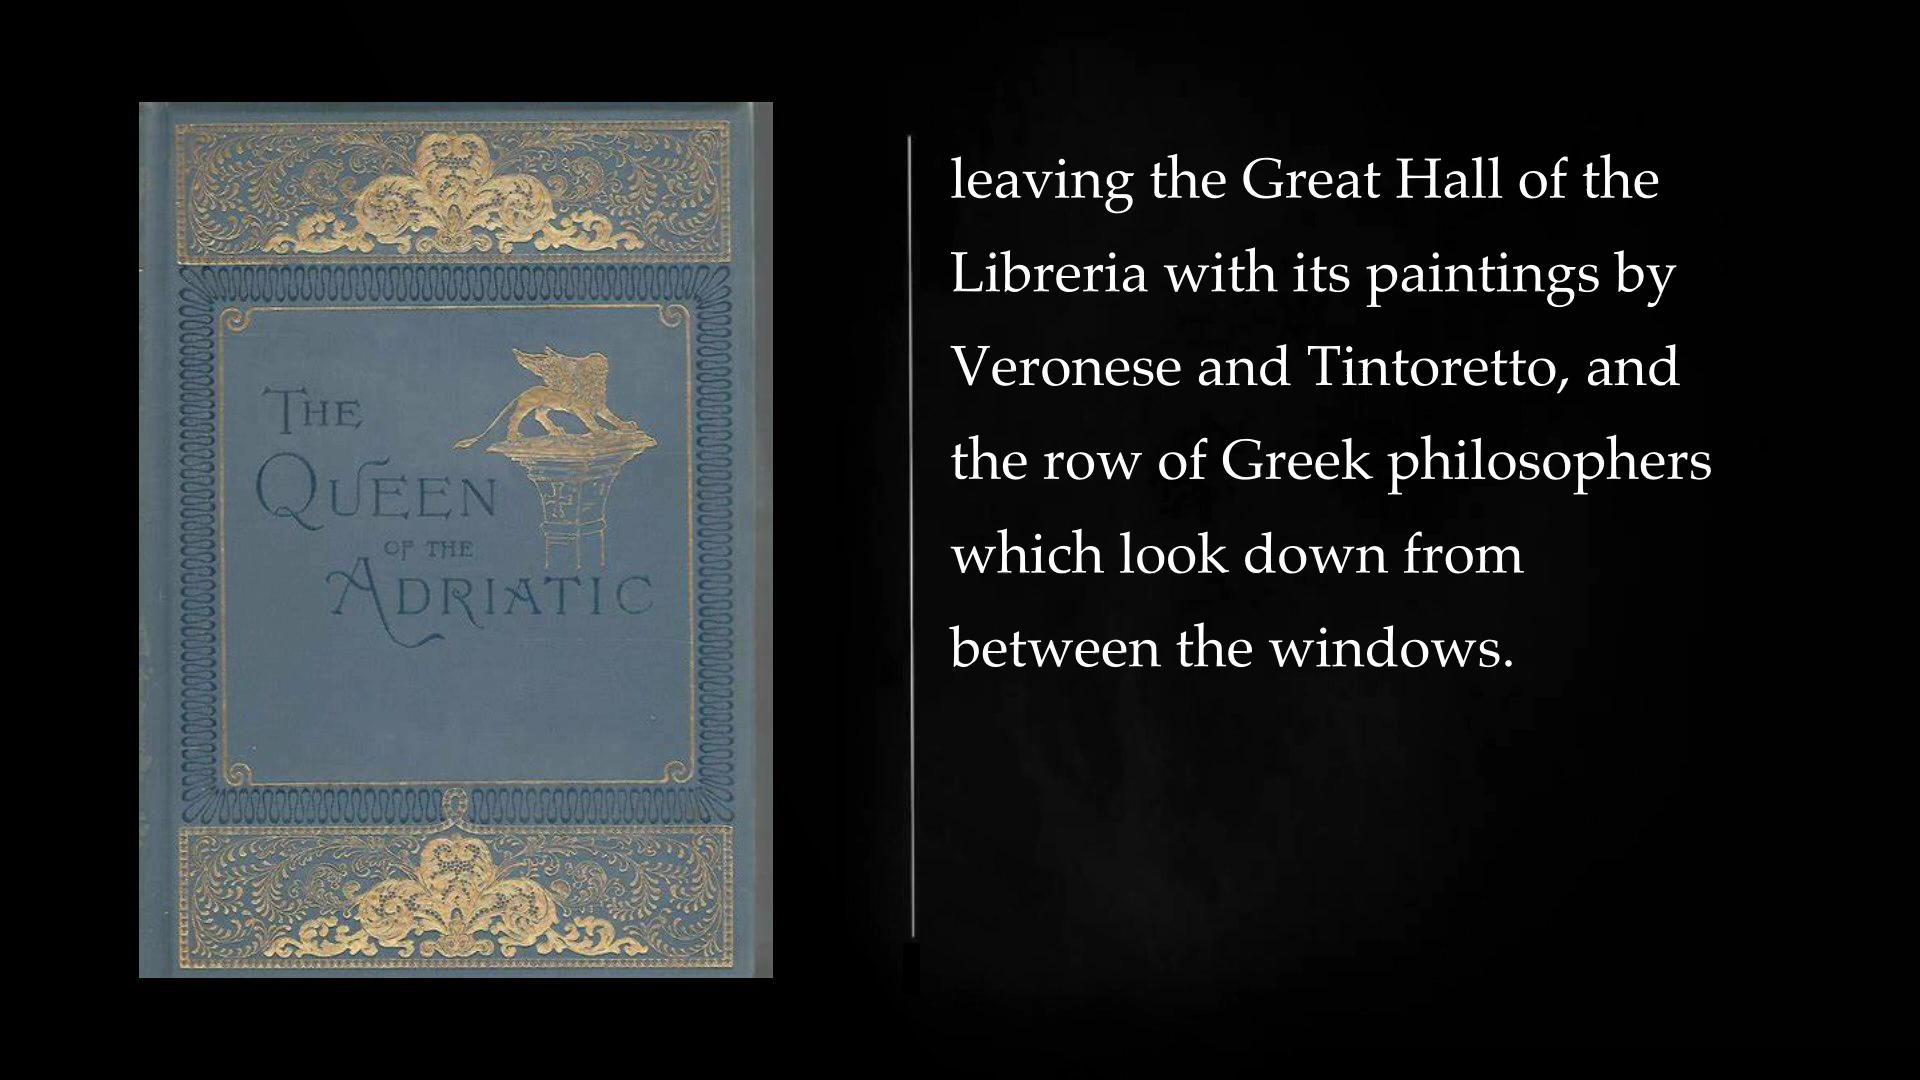 THE
QUEEN
OF THE
ADRIATIC
leaving the Great Hall of the
Libreria with its paintings by
Veronese and Tintoretto, and
the row of Greek philosophers
which look down from
between the windows.